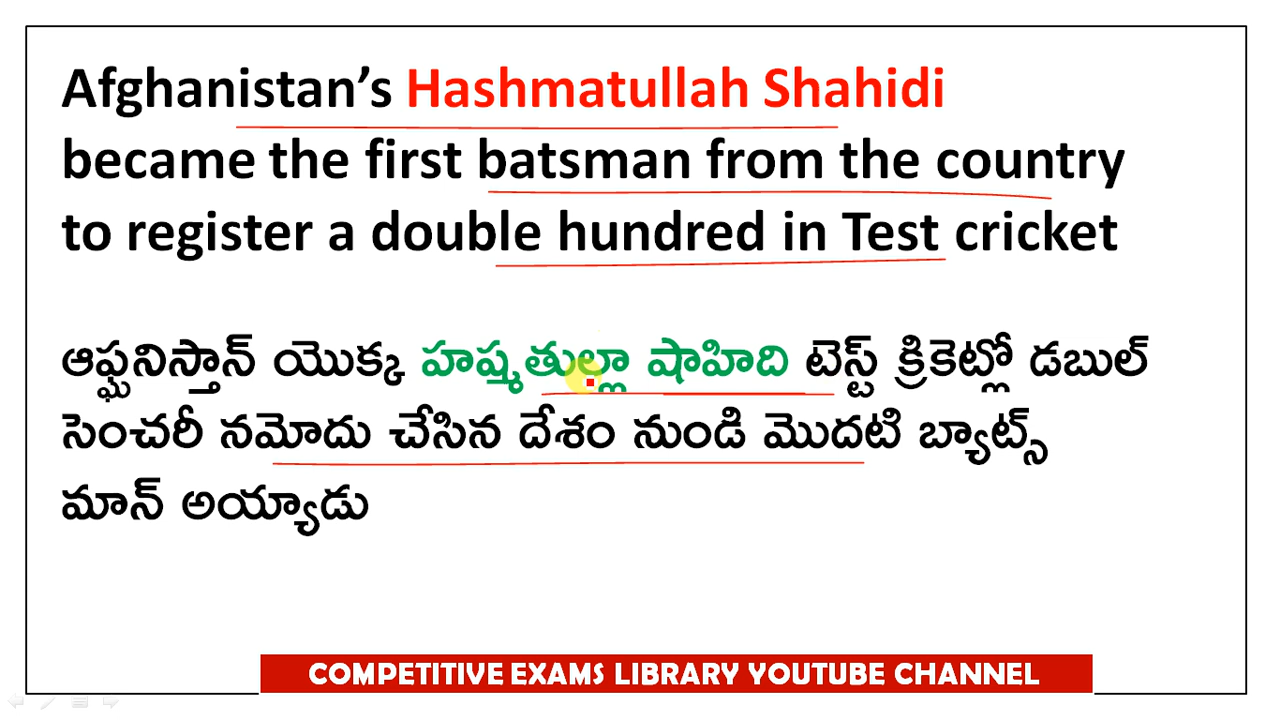 Afghanistan’s Hashmatullah Shahidi
became the first batsman from the country
to register a double hundred in Test cricket
ఆఫ్ఘనిస్తాన్ యొక్క హష్మతుల్లా షాహిది టెస్ట్ క్రికెట్లో డబుల్
సెంచరీ నమోదు చేసిన దేశం నుండి మొదటి బ్యాట్స్
మాన్ అయ్యాడు
COMPETITIVE EXAMS LIBRARY YOUTUBE CHANNEL